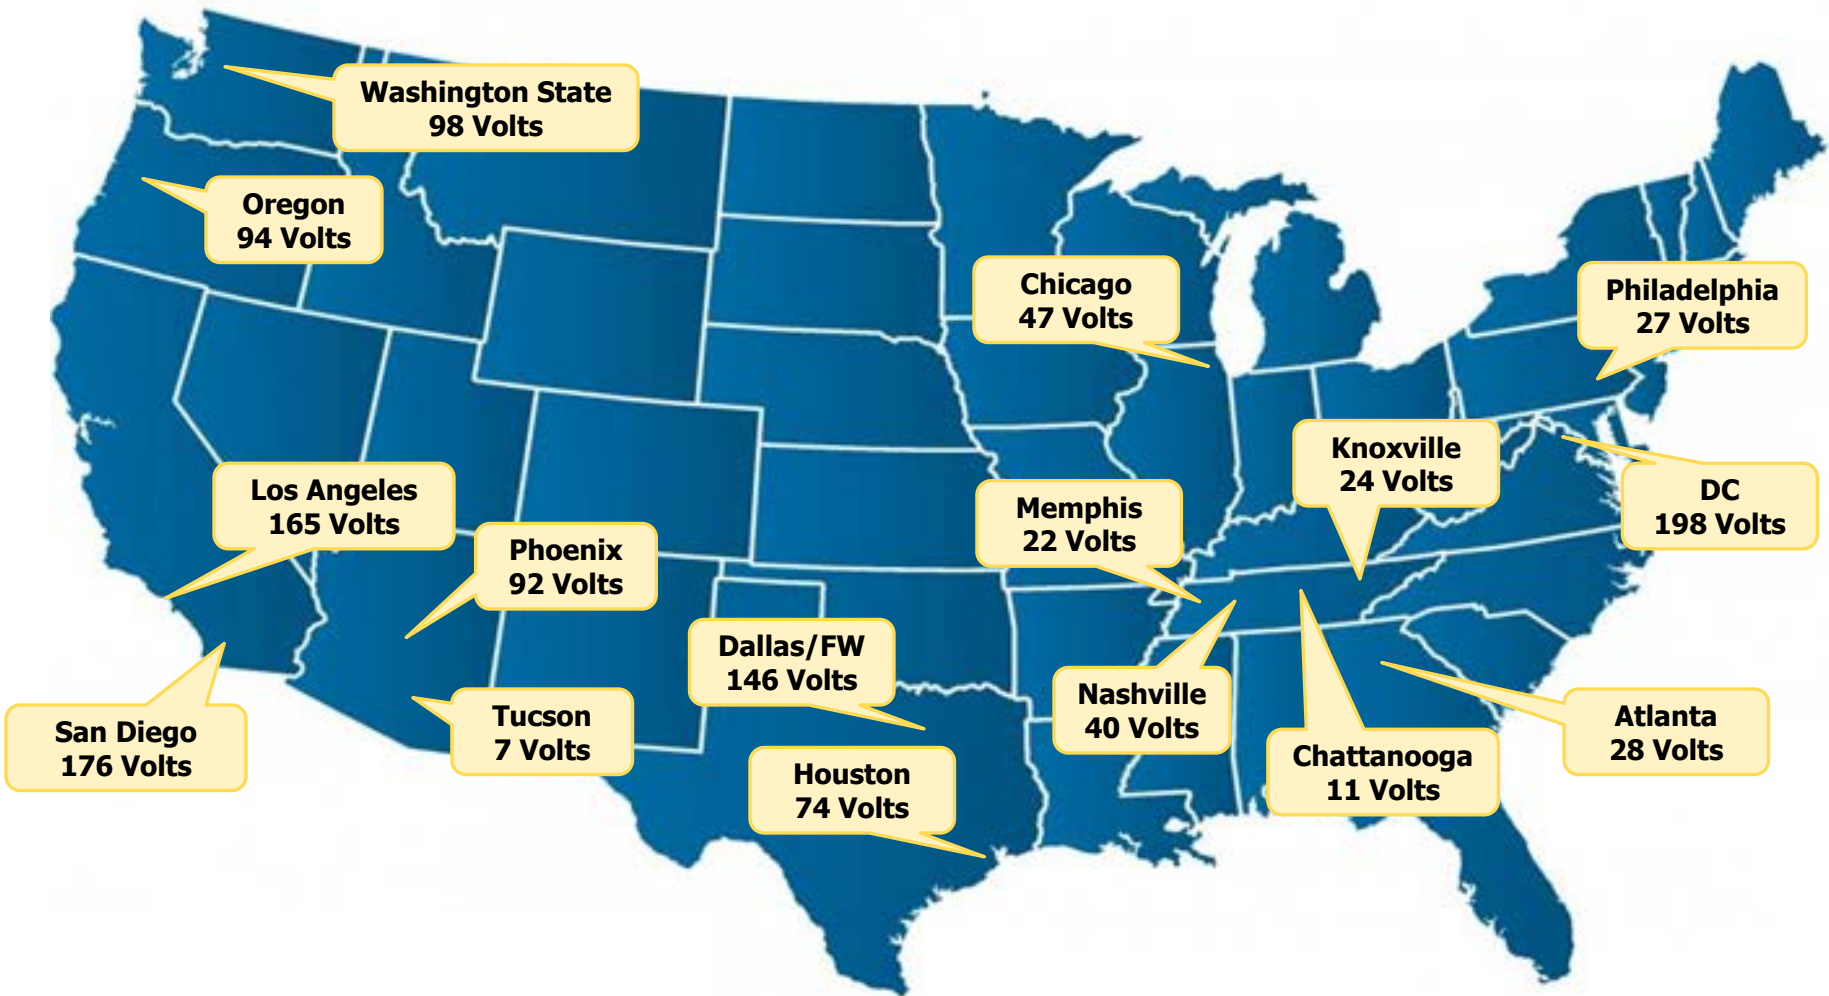 Washington State
98 Volts
Oregon
94 Volts
Chicago
47 Volts
Philadelphia
27 Volts
Knoxville
24 Volts
Los Angeles
165 Volts
DC
198 Volts
Memphis
22 Volts
Phoenix
92 Volts
Dallas/FW
146 Volts
Nashville
40 Volts
Tucson
7 Volts
Atlanta
28 Volts
San Diego
176 Volts
Chattanooga
11 Volts
Houston
74 Volts